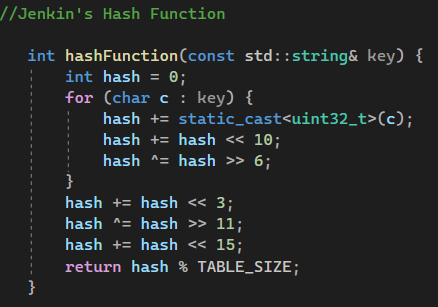 //Jenkin's Hash Function
int hashFunction(const std::string& key) {
int hash = 0;
for (char c : key) {
hash += static_cast<uint32_t>(c);
hash += hash << 10;
hash ^= hash >> 6;
}
hash += hash << 3;
hash ^= hash >> 11;
hash += hash << 15;
return hash % TABLE_SIZE;
}